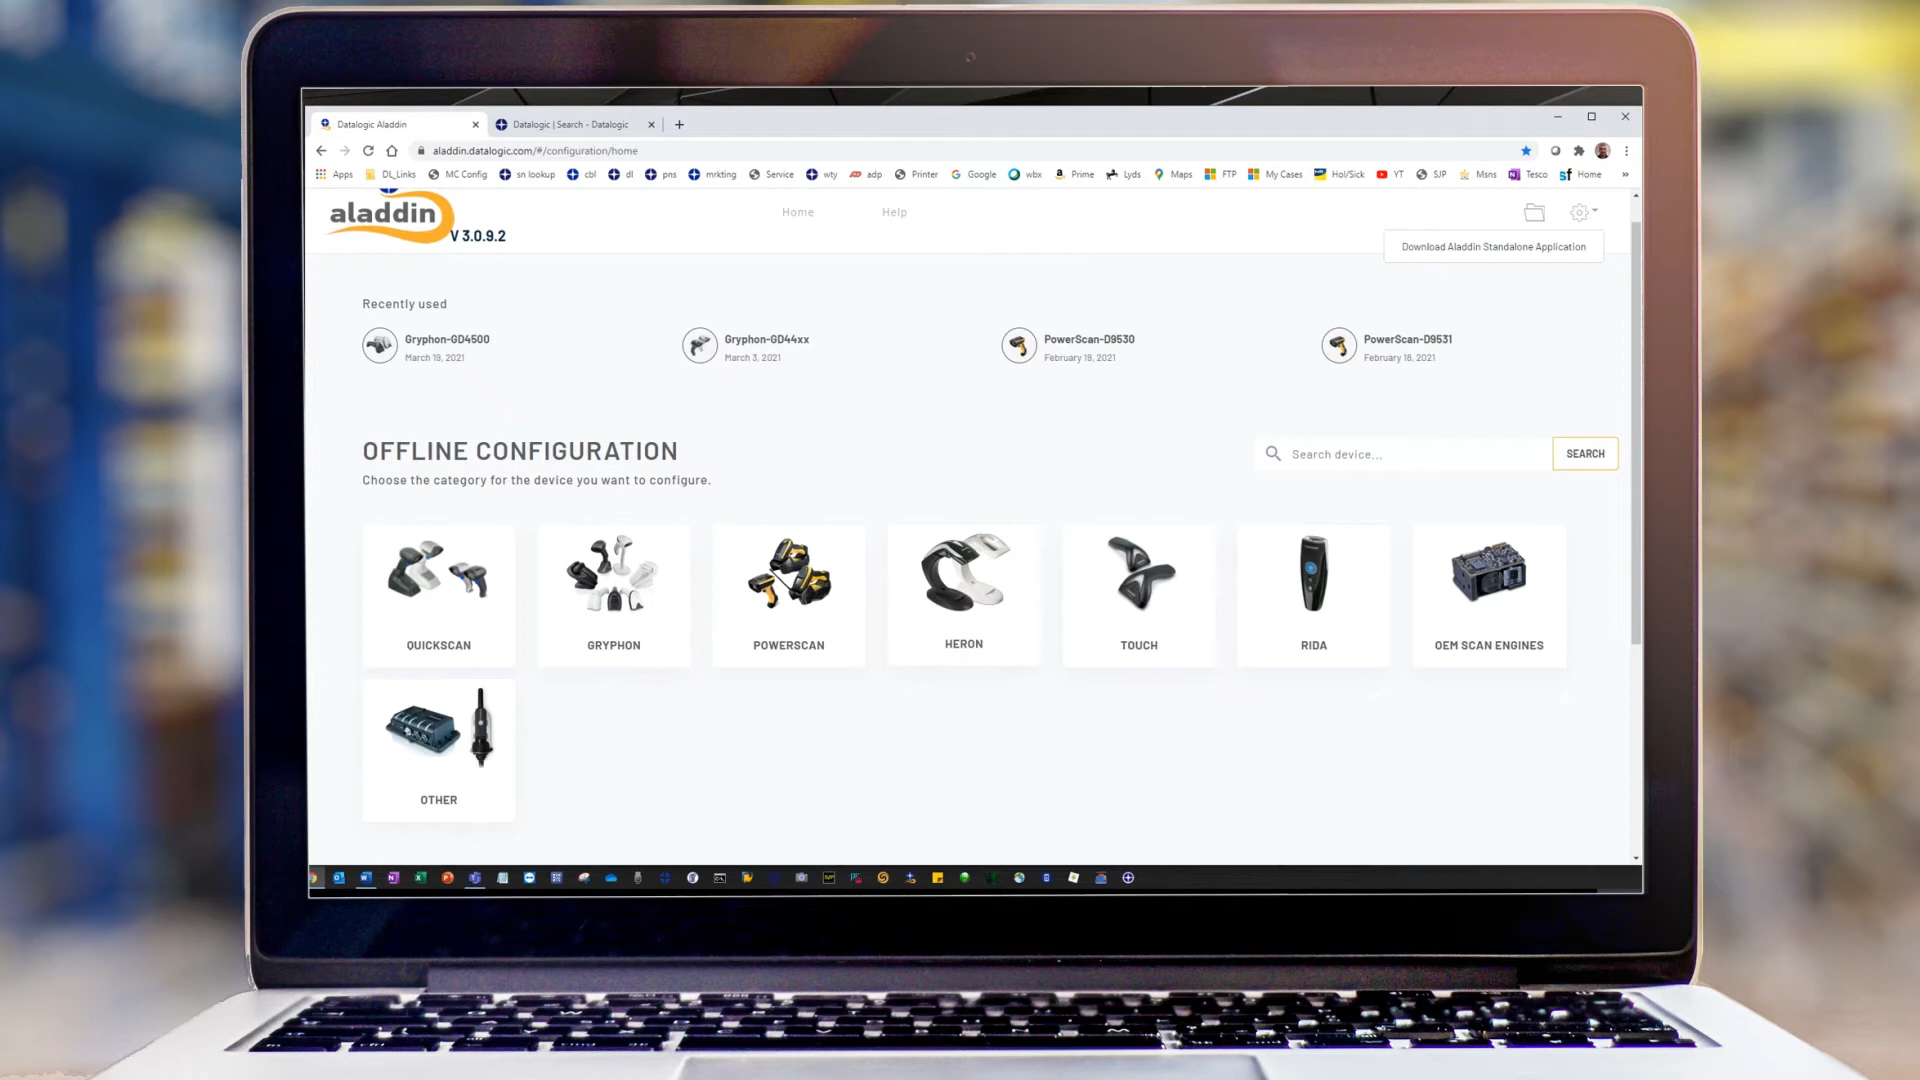 Datalogic Aladdin
Datalogic | Search - Datalogic
aladdin.datalogic.com/#/configuration/home
Apps DL_Links MC Config sn lookup cbl dl pns mrkting Service wty adp Printer Google wbx Prime Lyds Maps FTP My Cases Hol/Sick YT SJP Msns Tesco Home »
aladdin
V 3.0.9.2
Home Help
Download Aladdin Standalone Application
Recently used
Gryphon-GD4500
March 19, 2021
Gryphon-GD44xx
March 3, 2021
PowerScan-D9530
February 19, 2021
PowerScan-D9531
February 18, 2021
OFFLINE CONFIGURATION
Choose the category for the device you want to configure.
Search device...
SEARCH
QUICKSCAN
GRYPHON
POWERSCAN
HERON
TOUCH
RIDA
OEM SCAN ENGINES
OTHER